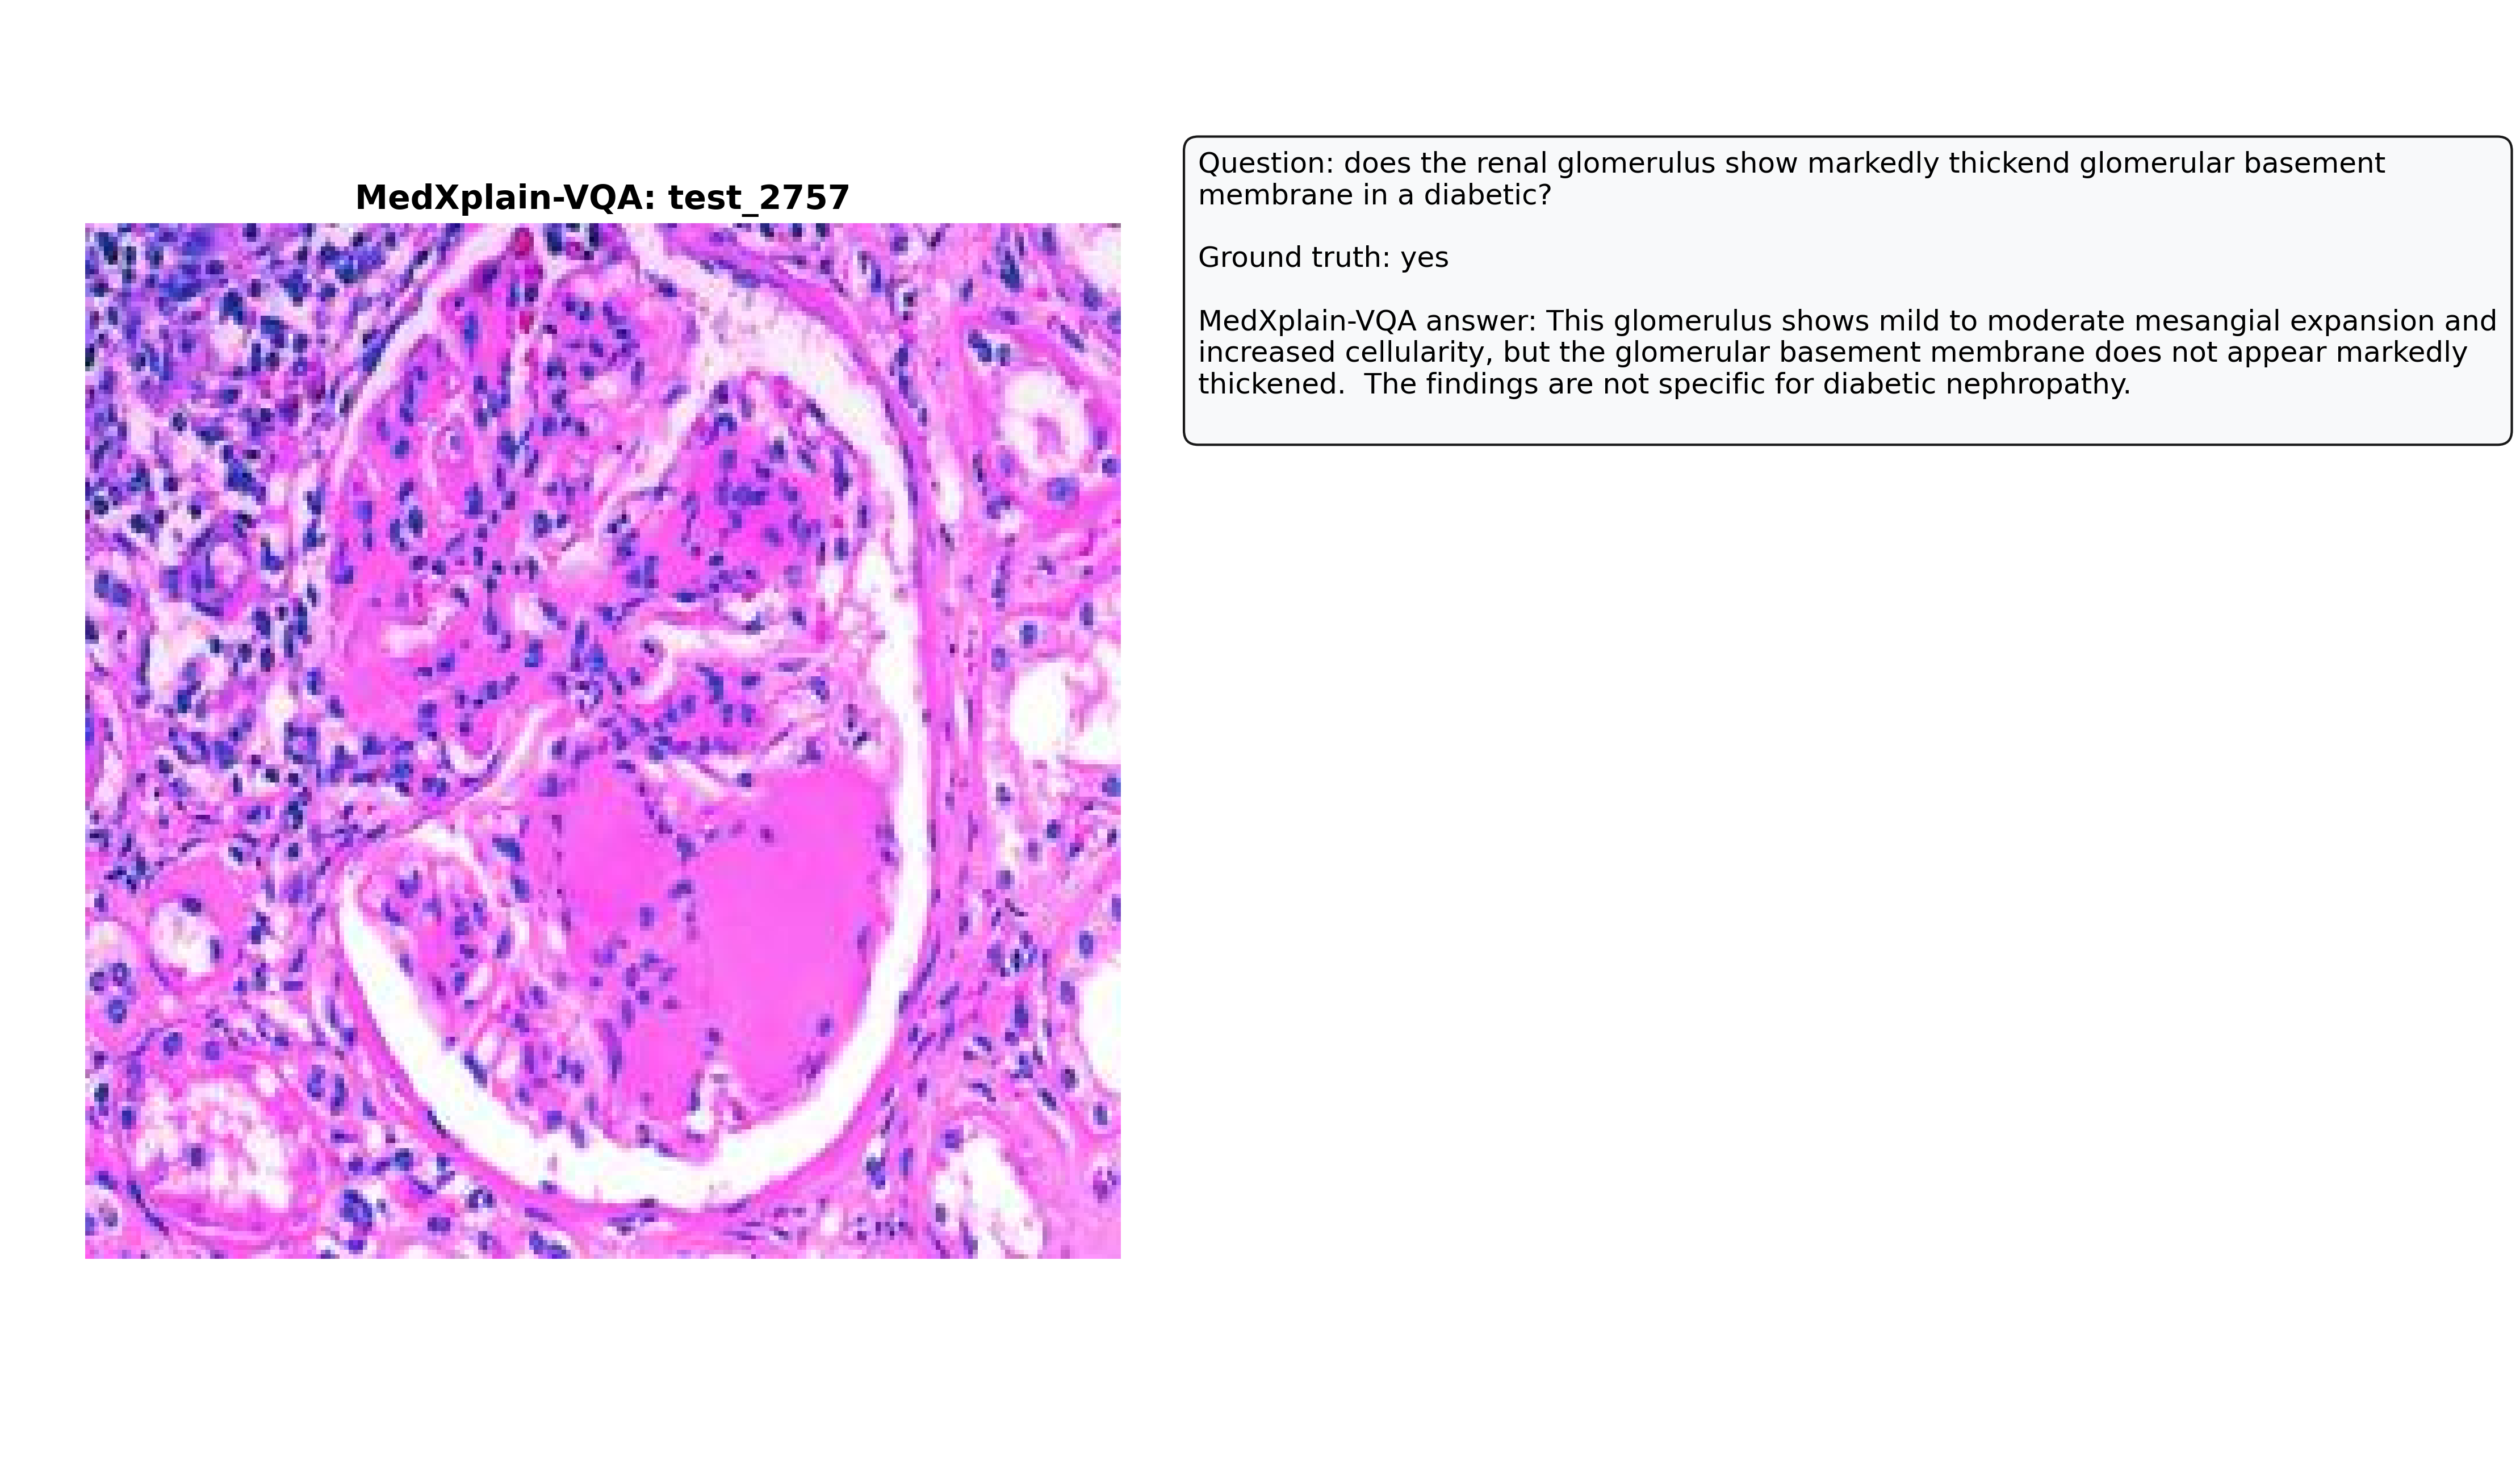 MedXplain-VQA: test_2757
Question: does the renal glomerulus show markedly thickend glomerular basement
membrane in a diabetic?
Ground truth: yes
MedXplain-VQA answer: This glomerulus shows mild to moderate mesangial expansion and
increased cellularity, but the glomerular basement membrane does not appear markedly
thickened.  The findings are not specific for diabetic nephropathy.